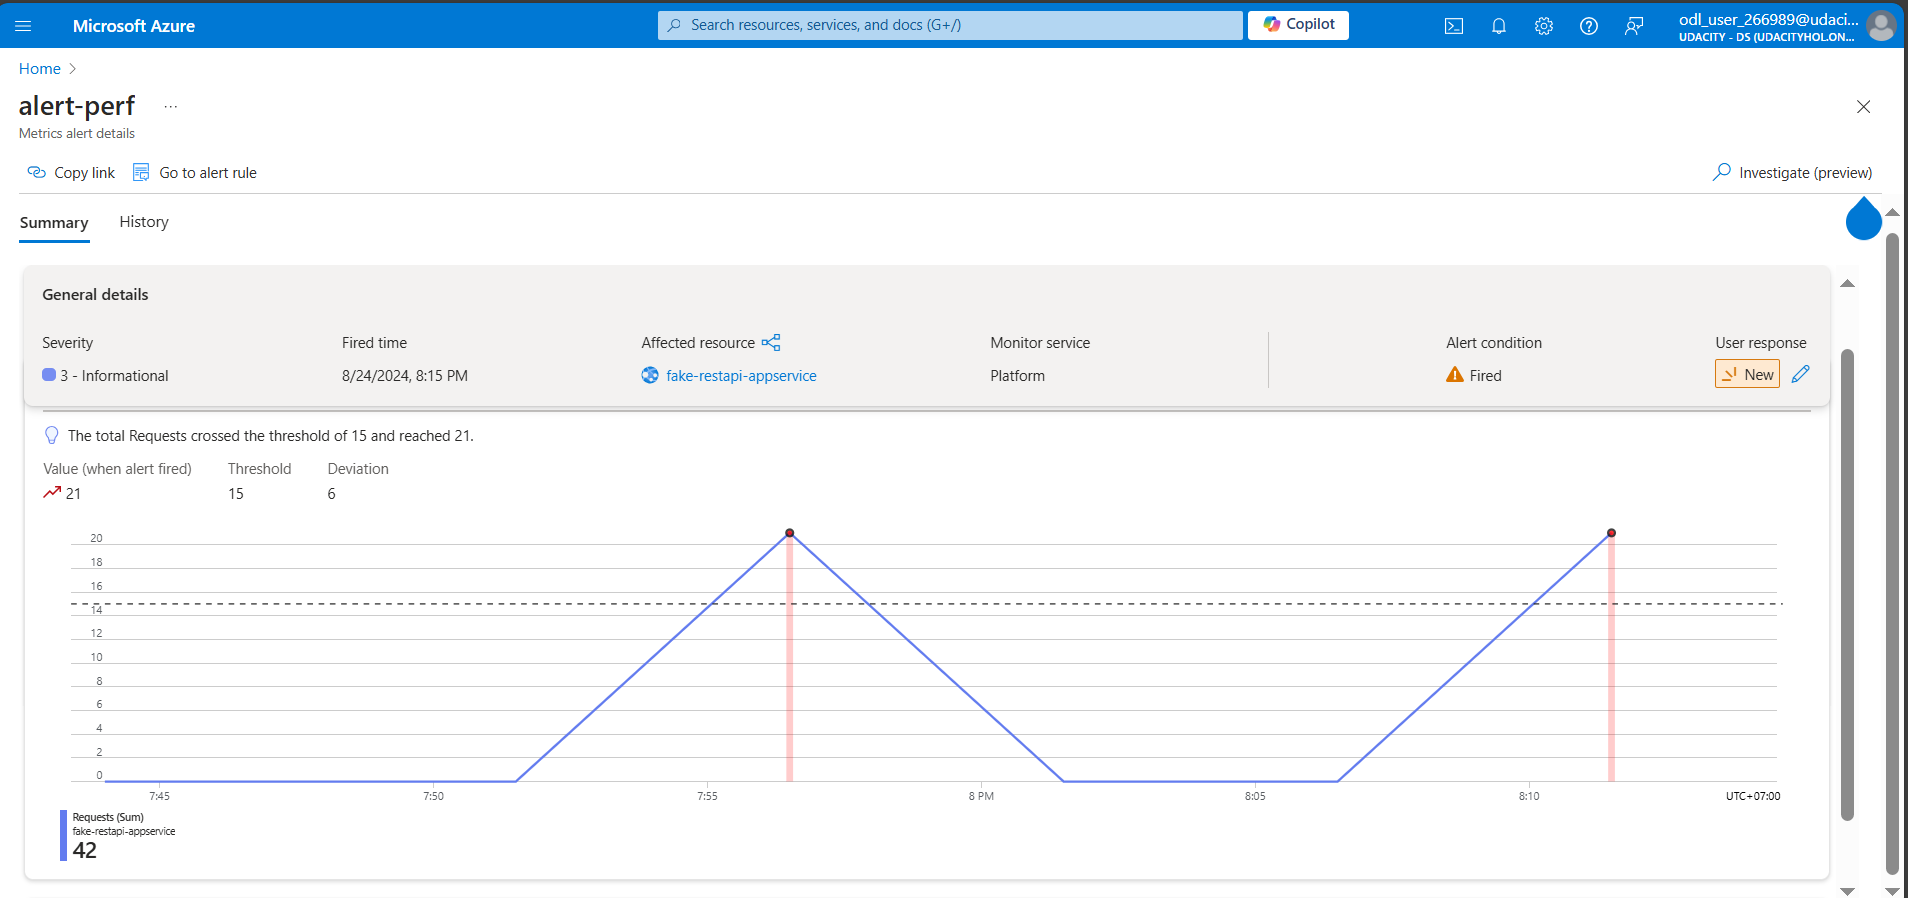 Microsoft Azure
Search resources, services, and docs (G+/)
Copilot
odl_user_266989@udaci...
UDACITY - DS (UDACITYHOL.ON...
Home
alert-perf ...
Metrics alert details
Copy link
Go to alert rule
Investigate (preview)
Summary
History
General details
Severity
Fired time
Affected resource
Monitor service
Alert condition
User response
3 - Informational
8/24/2024, 8:15 PM
fake-restapi-appservice
Platform
Fired
New
The total Requests crossed the threshold of 15 and reached 21.
Value (when alert fired)
Threshold
Deviation
21
15
6
20
18
16
14
12
10
8
6
4
2
0
7:45
7:50
7:55
8 PM
8:05
8:10
UTC+07:00
Requests (Sum)
fake-restapi-appservice
42